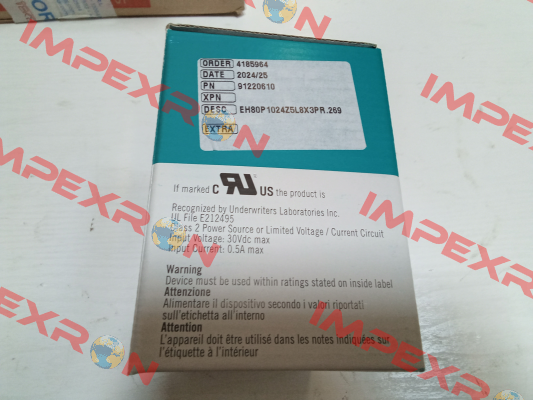 ORDER 4185964
DATE 2024/25
PN 91220610
XPN
DESC. EH80P1024Z5L8X3PR.269
EXTRA
If marked C RU US the product is
Recognized by Underwriters Laboratories Inc.
UL File E212495
Class 2 Power Source or Limited Voltage / Current Circuit
Input Voltage: 30Vdc max
Input Current: 0.5A max
Warning
Device must be used within ratings stated on inside label
Attenzione
Alimentare il dispositivo secondo i valori riportati
sull'etichetta all'interno
Attention
L'appareil doit être utilisé dans les notes indiquées sur
l'étiquette à l'intérieur
IMPEXRON
IMPEXRON
IMPEXRON
IMPEXRON
IMPEXRON